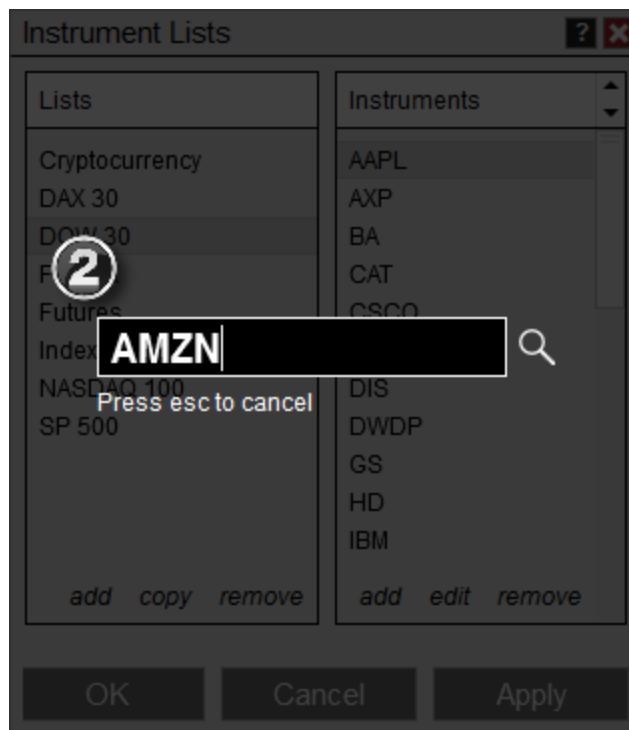 Instrument Lists
?
Lists
Instruments
Cryptocurrency
DAX 30
DOW 30
2
Futures
Index
NASDAQ 100
SP 500
AAPL
AXP
BA
CAT
CSCO
DIS
DWDP
GS
HD
IBM
AMZN
Press esc to cancel
add copy remove
add edit remove
OK Cancel Apply